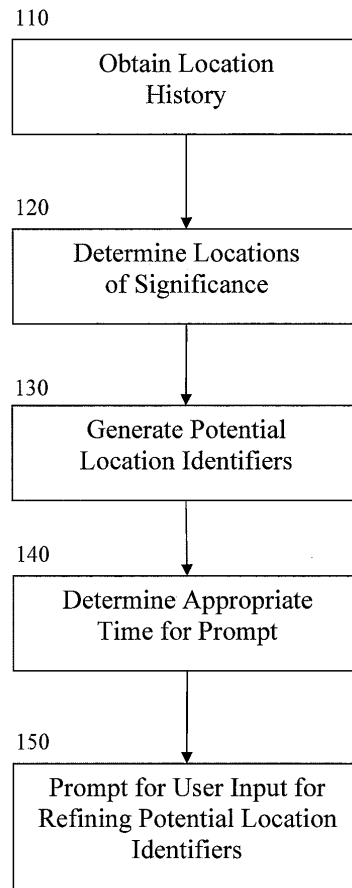 110
Obtain Location
History
120
Determine Locations
of Significance
130
Generate Potential
Location Identifiers
140
Determine Appropriate
Time for Prompt
150
Prompt for User Input for
Refining Potential Location
Identifiers